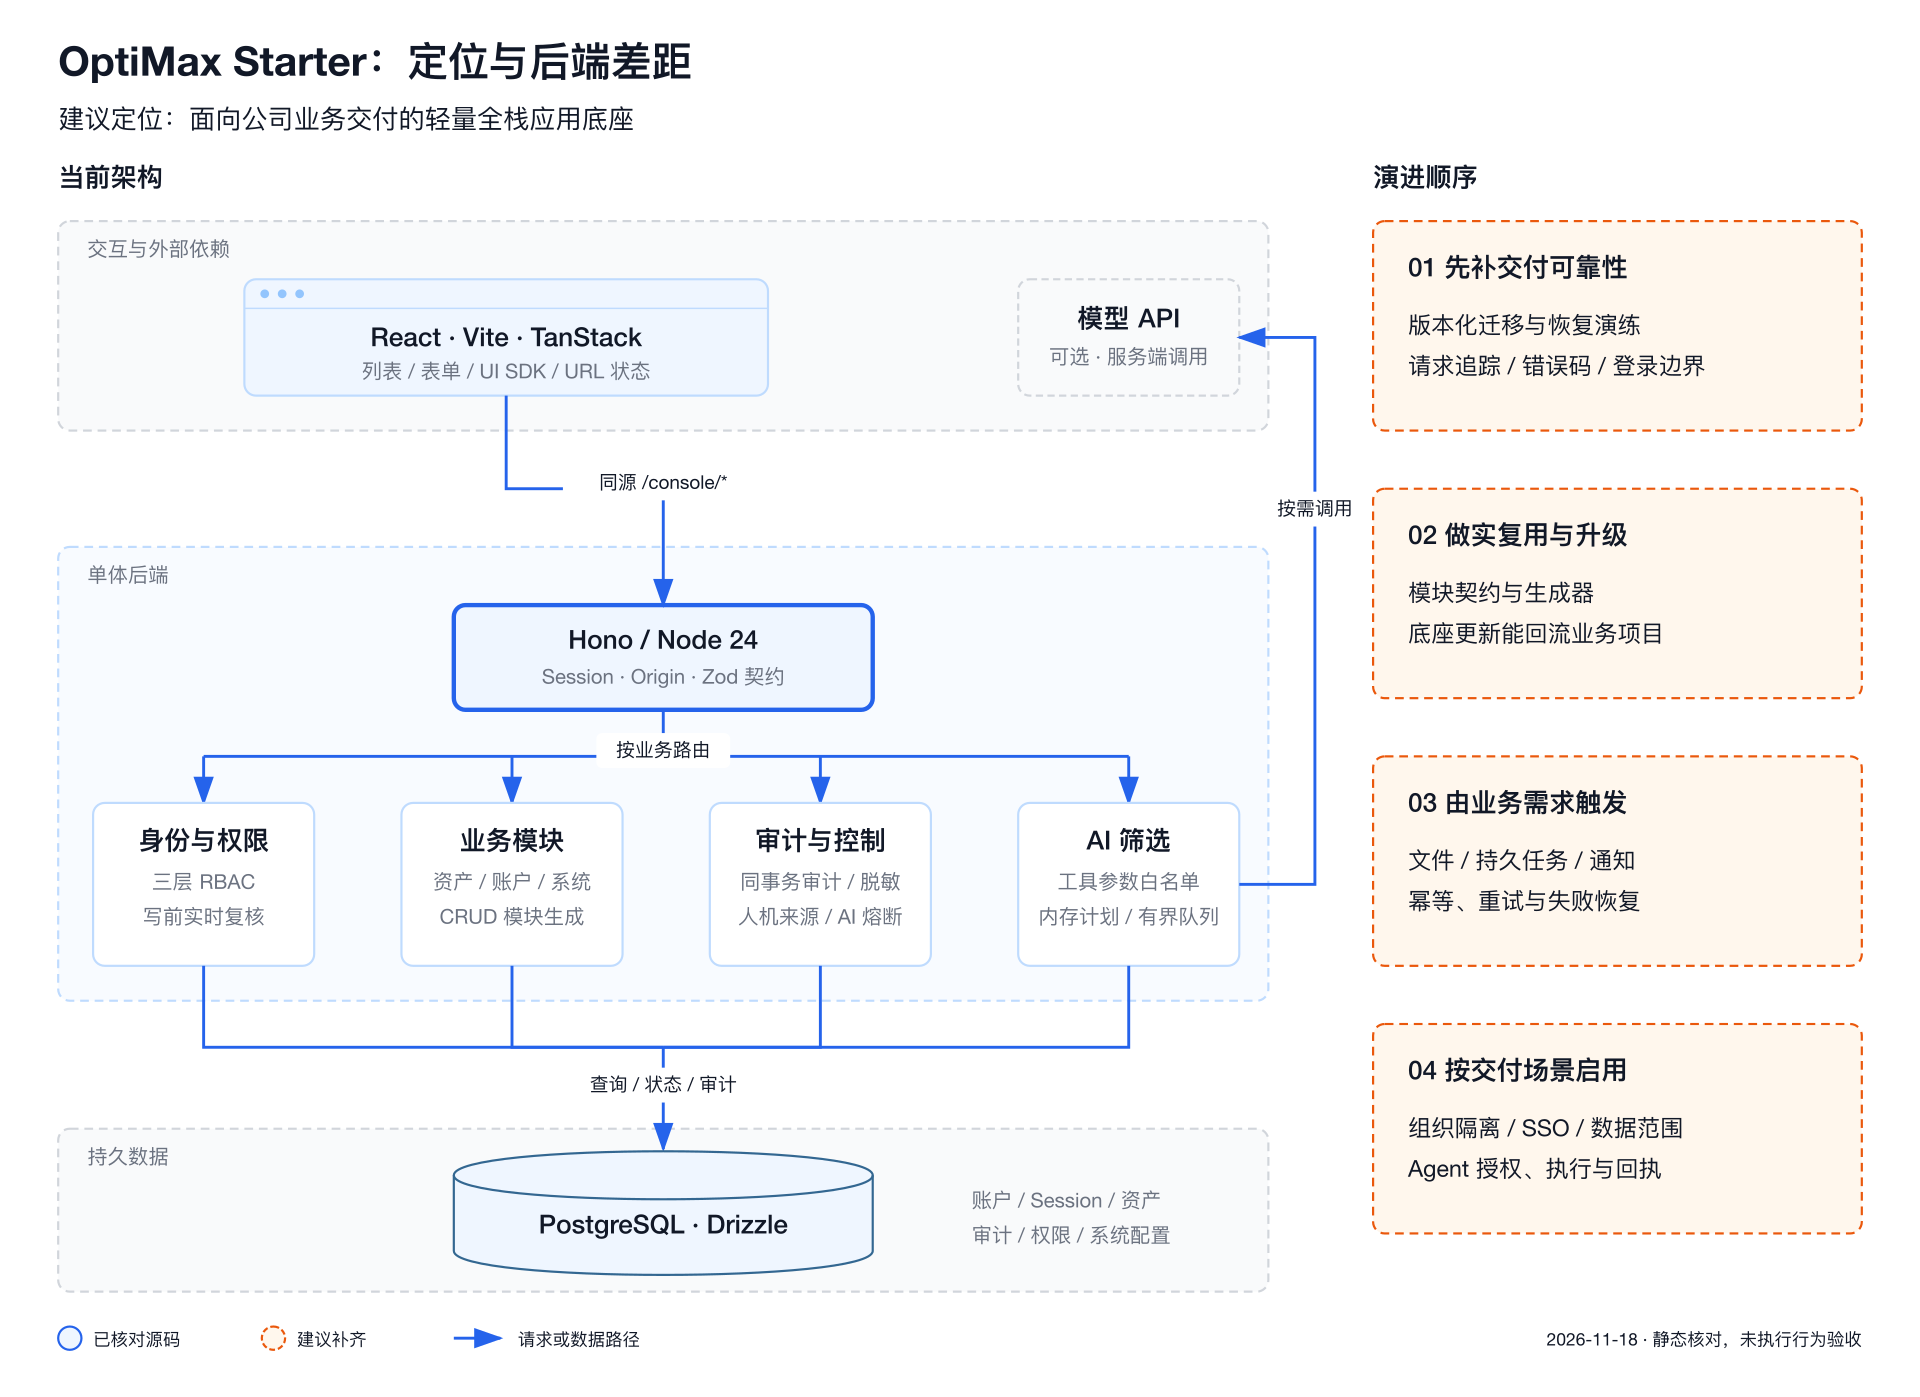 OptiMax Starter：定位与后端差距
建议定位：面向公司业务交付的轻量全栈应用底座
当前架构
交互与外部依赖
React · Vite · TanStack
列表 / 表单 / UI SDK / URL 状态
模型 API
可选 · 服务端调用
同源 /console/*
按需调用
单体后端
Hono / Node 24
Session · Origin · Zod 契约
按业务路由
身份与权限
三层 RBAC
写前实时复核
业务模块
资产 / 账户 / 系统
CRUD 模块生成
审计与控制
同事务审计 / 脱敏
人机来源 / AI 熔断
AI 筛选
工具参数白名单
内存计划 / 有界队列
查询 / 状态 / 审计
持久数据
PostgreSQL · Drizzle
账户 / Session / 资产
审计 / 权限 / 系统配置
演进顺序
01 先补交付可靠性
版本化迁移与恢复演练
请求追踪 / 错误码 / 登录边界
02 做实复用与升级
模块契约与生成器
底座更新能回流业务项目
03 由业务需求触发
文件 / 持久任务 / 通知
幂等、重试与失败恢复
04 按交付场景启用
组织隔离 / SSO / 数据范围
Agent 授权、执行与回执
已核对源码
建议补齐
请求或数据路径
2026-11-18 · 静态核对，未执行行为验收